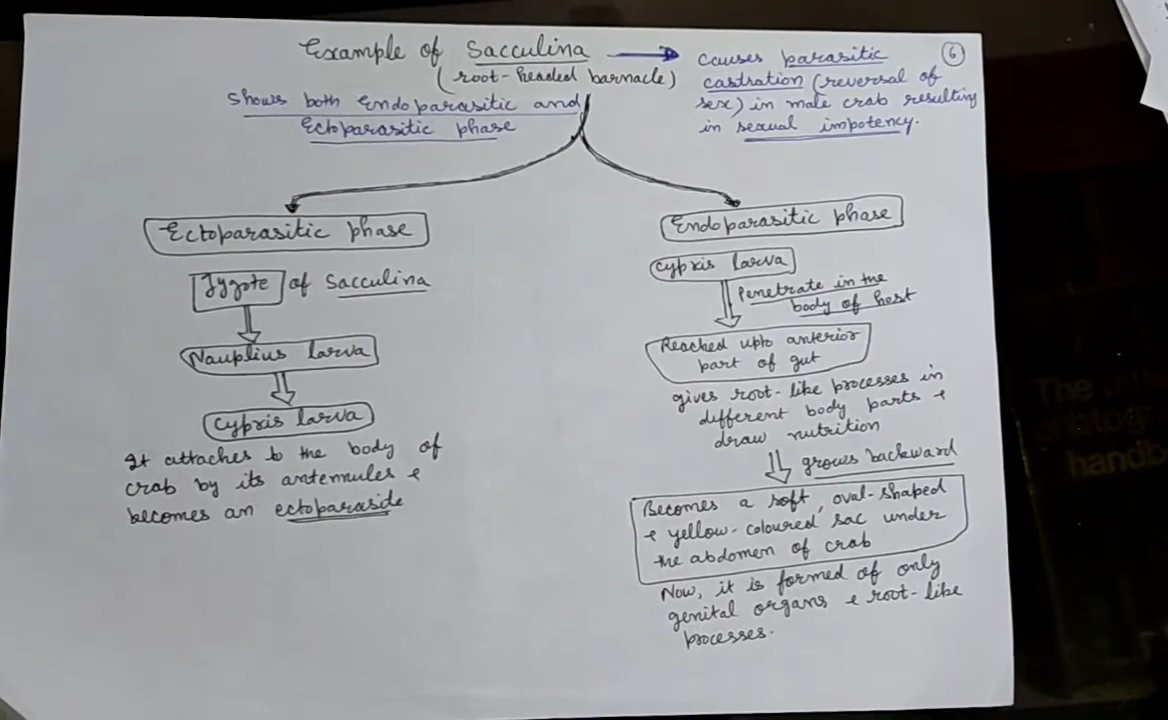 Example of Sacculina →
(root-headed barnacle)
causes parasitic
castration (reversal of
sex) in male crab resulting
in sexual impotency.
6
Shows both Endoparasitic and
Ectoparasitic phase
Ectoparasitic phase
Zygote of Sacculina
Nauplius larva
Cypris larva
It attaches to the body of
crab by its antennules &
becomes an ectoparasite
Endoparasitic phase
Cypris larva
Penetrate in the
body of host
Reached upto anterior
part of gut
gives root-like processes in
different body parts &
draw nutrition
grows backward
Becomes a soft, oval-shaped
& yellow-coloured sac under
the abdomen of crab
Now, it is formed of only
genital organs & root-like
processes.
The
handb